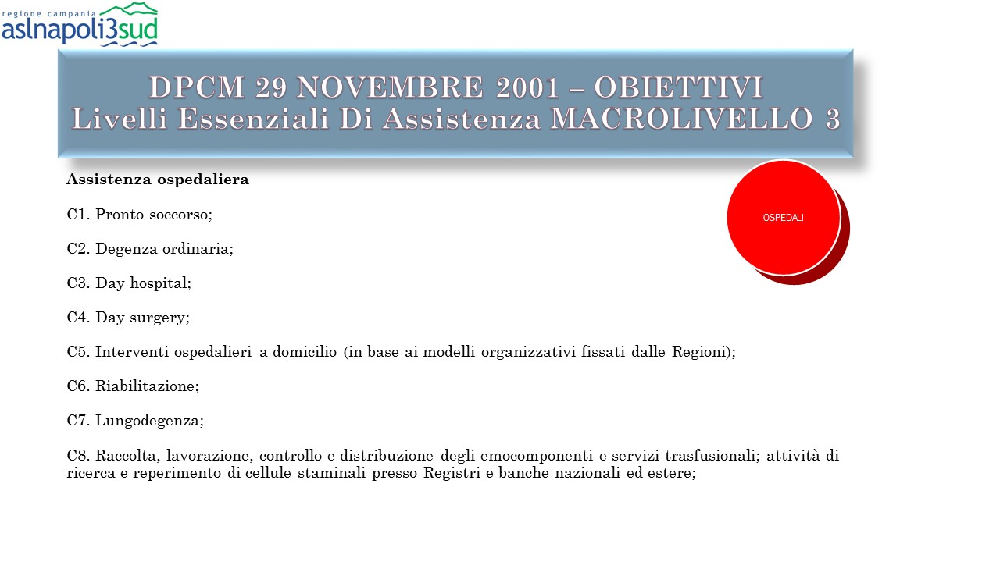 regione campania
aslnapoli3sud
DPCM 29 NOVEMBRE 2001 – OBIETTIVI
Livelli Essenziali Di Assistenza MACROLIVELLO 3
Assistenza ospedaliera
OSPEDALI
C1. Pronto soccorso;
C2. Degenza ordinaria;
C3. Day hospital;
C4. Day surgery;
C5. Interventi ospedalieri a domicilio (in base ai modelli organizzativi fissati dalle Regioni);
C6. Riabilitazione;
C7. Lungodegenza;
C8. Raccolta, lavorazione, controllo e distribuzione degli emocomponenti e servizi trasfusionali; attività di
ricerca e reperimento di cellule staminali presso Registri e banche nazionali ed estere;